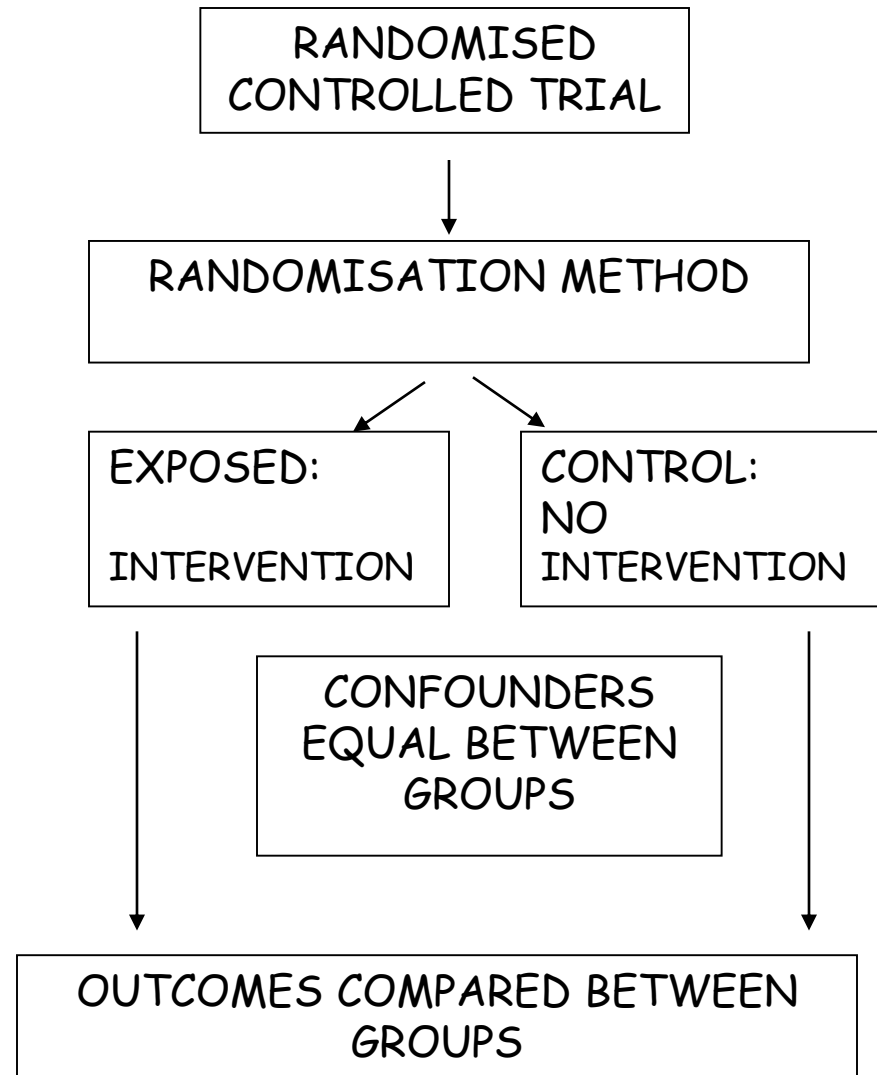 RANDOMISED
CONTROLLED TRIAL
RANDOMISATION METHOD
EXPOSED:
INTERVENTION
CONTROL:
NO
INTERVENTION
CONFOUNDERS
EQUAL BETWEEN
GROUPS
OUTCOMES COMPARED BETWEEN
GROUPS